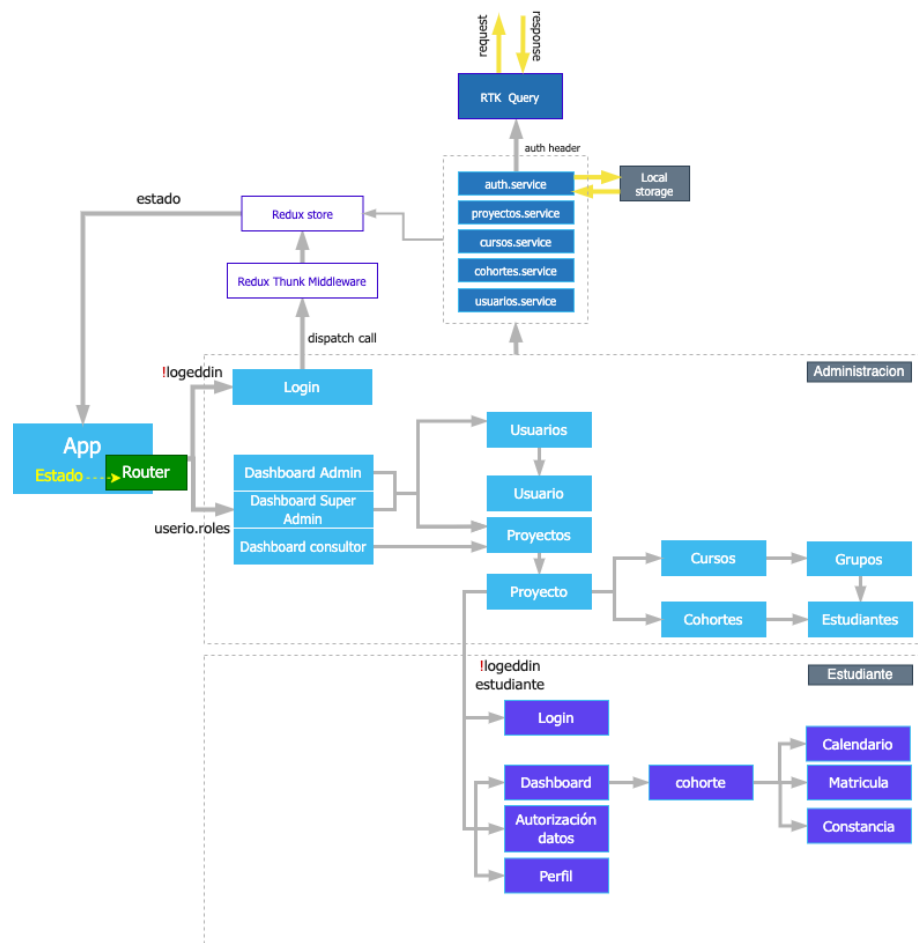 request
response
RTK Query
auth header
auth.service
Local
storage
proyectos.service
cursos.service
cohortes.service
usuarios.service
estado
Redux store
Redux Thunk Middleware
dispatch call
Administracion
!logeddin
Login
App
Estado
Router
userio.roles
Dashboard Admin
Dashboard Super
Admin
Dashboard consultor
Usuarios
Usuario
Proyectos
Proyecto
Cursos
Grupos
Cohortes
Estudiantes
Estudiante
!logeddin
estudiante
Login
Dashboard
cohorte
Calendario
Matricula
Constancia
Autorización
datos
Perfil